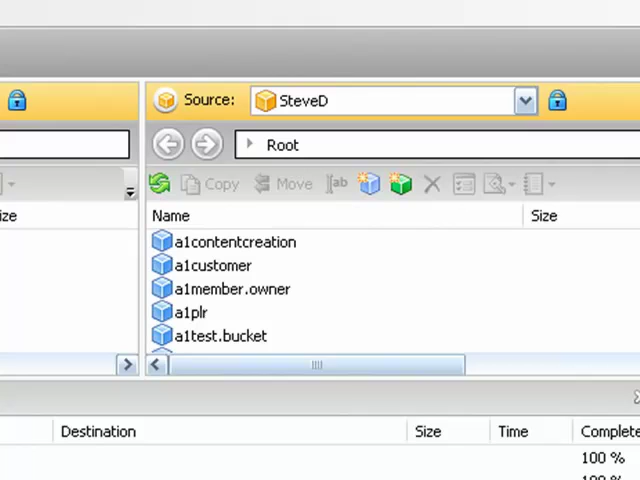 Source: SteveD
Root
Copy Move ab
ize Name Size
a1contentcreation
a1customer
a1member.owner
a1plr
a1test.bucket
Destination Size Time Complete
100 %